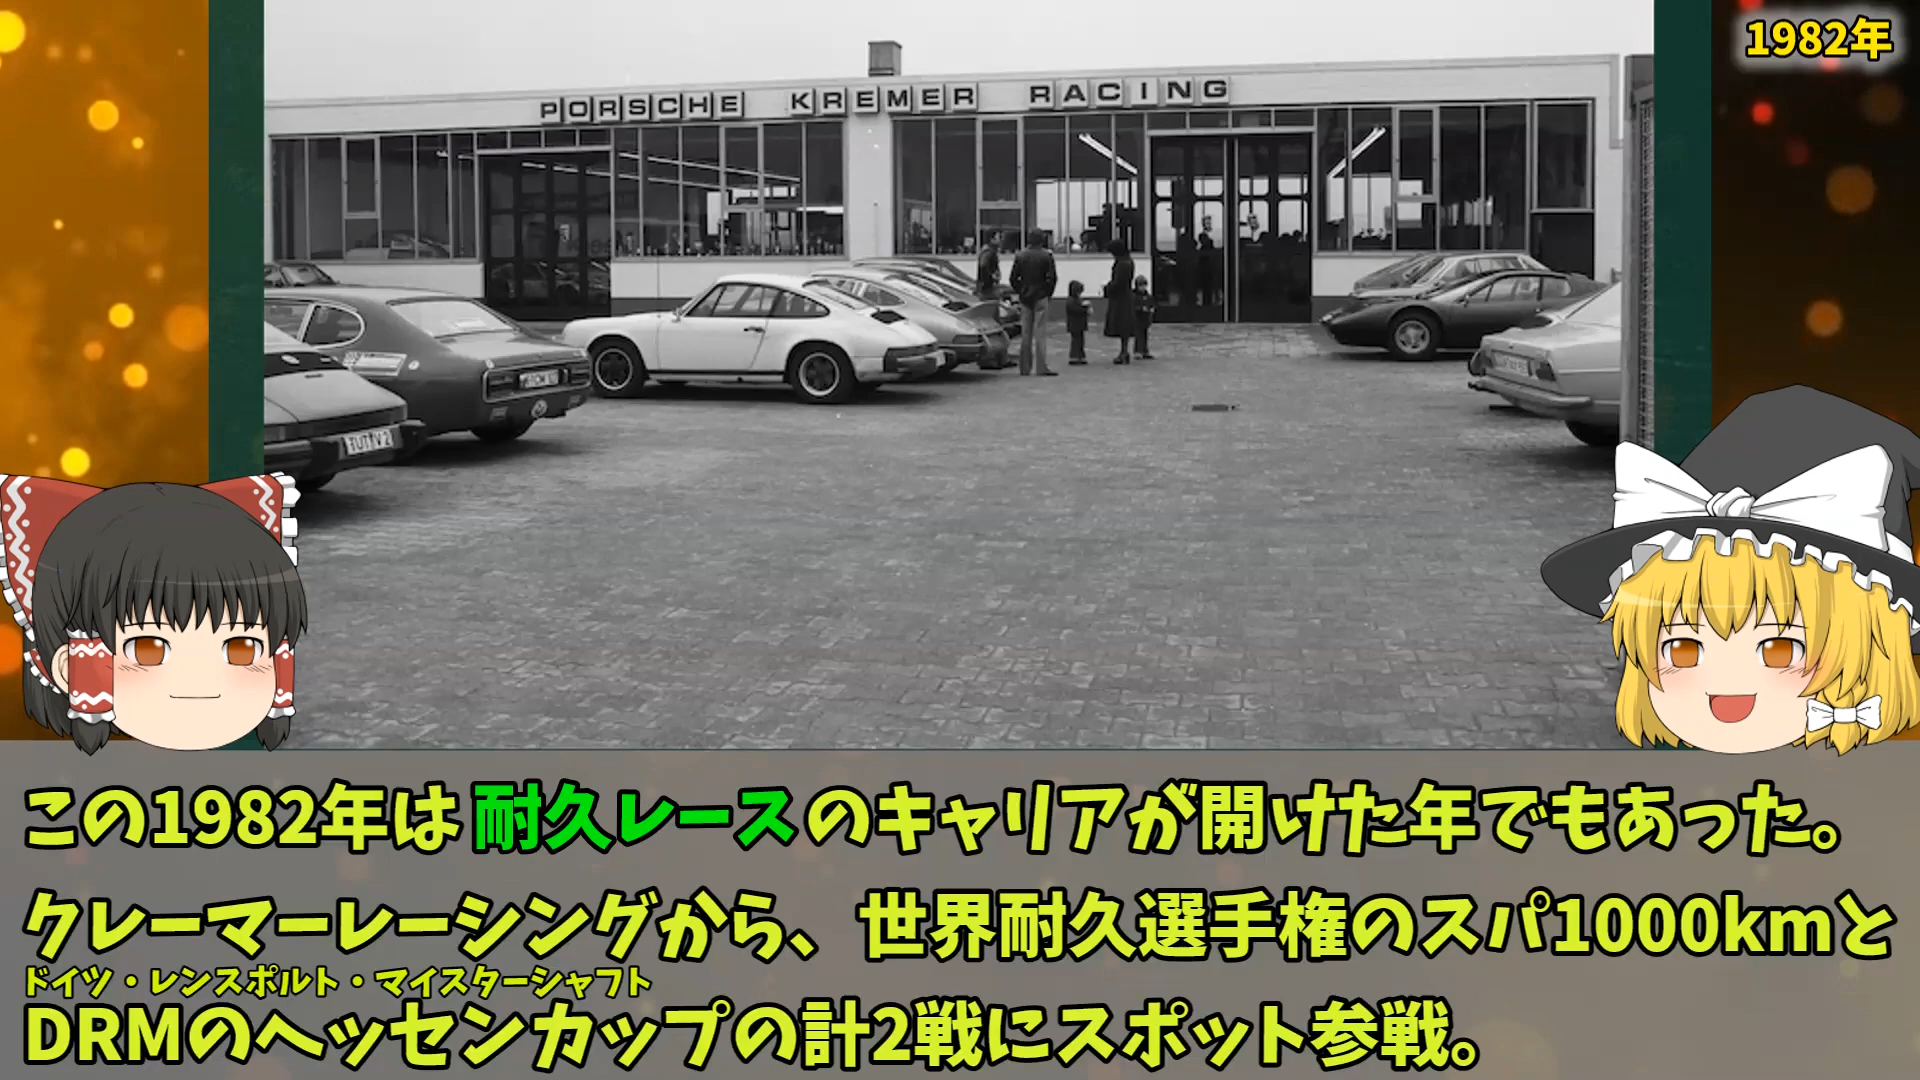 1982年
PORSCHE KREMER RACING
TUTV2
この1982年は耐久レースのキャリアが開けた年でもあった。
クレーマーレーシングから、世界耐久選手権のスパ1000kmと
ドイツ・レンスポルト・マイスターシャフト
DRMのヘッセンカップの計2戦にスポット参戦。